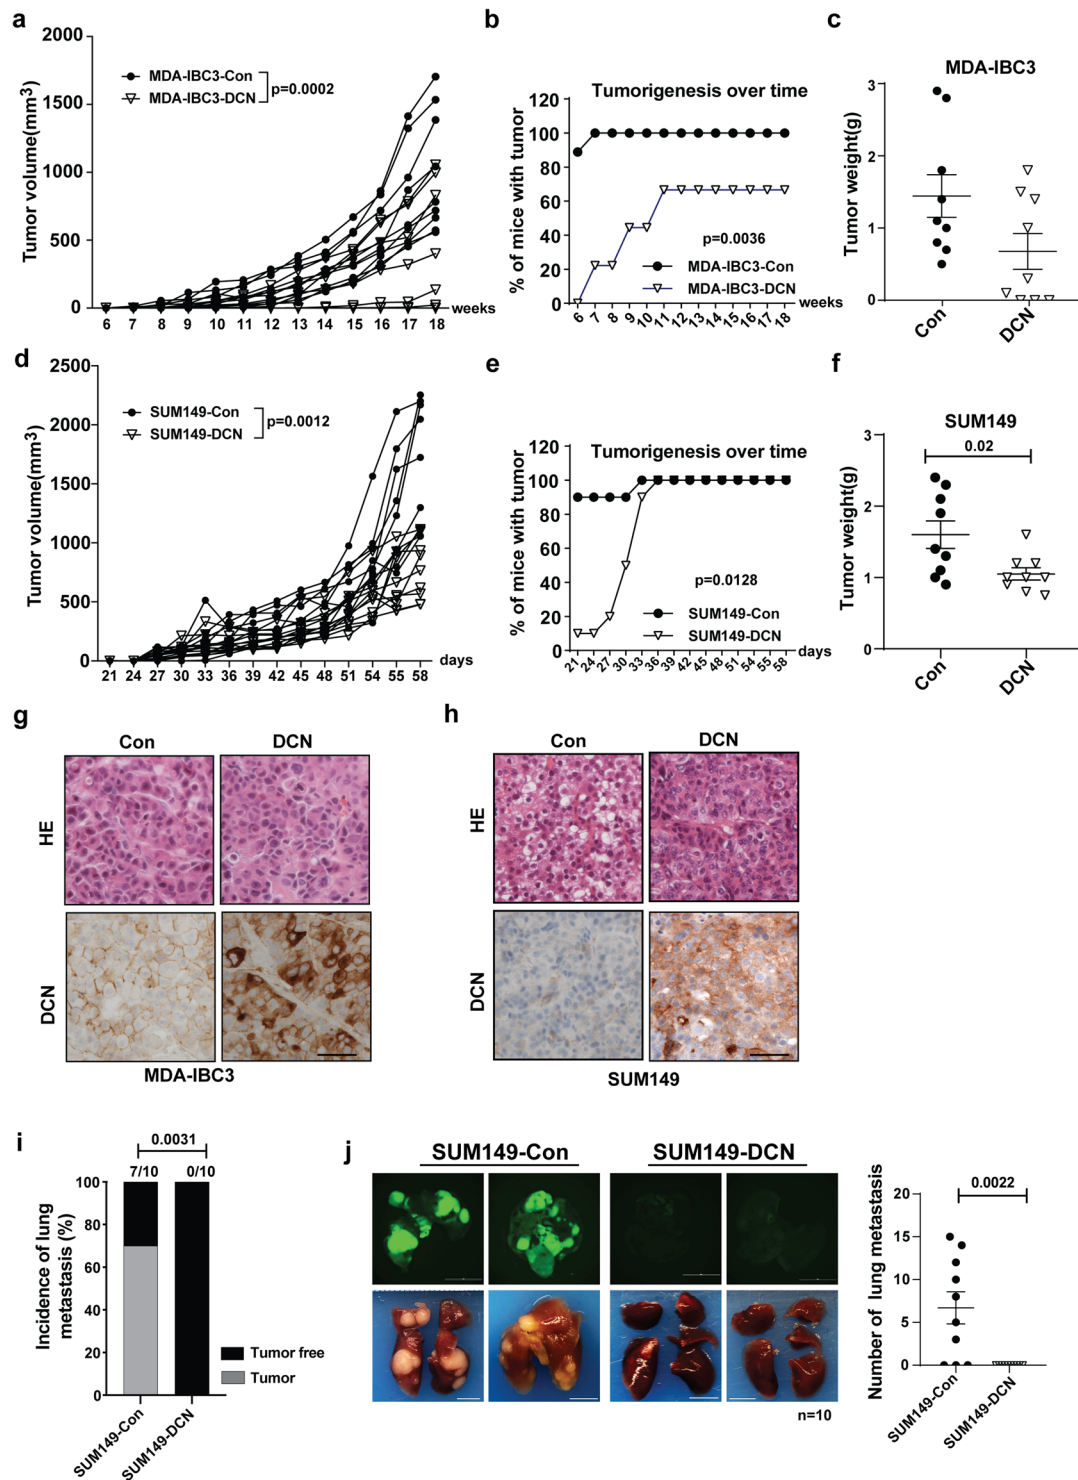 a
2000
1500
1000
500
0
Tumor volume(mm3)
MDA-IBC3-Con
MDA-IBC3-DCN
p=0.0002
6 7 8 9 10 11 12 13 14 15 16 17 18
weeks
b
Tumorigenesis over time
120
100
80
60
40
20
0
% of mice with tumor
p=0.0036
MDA-IBC3-Con
MDA-IBC3-DCN
6 7 8 9 10 11 12 13 14 15 16 17 18
weeks
c
MDA-IBC3
3
2
1
0
Tumor weight(g)
Con DCN
d
2500
2000
1500
1000
500
0
Tumor volume(mm3)
SUM149-Con
SUM149-DCN
p=0.0012
21 24 27 30 33 36 39 42 45 48 51 54 55 58
days
e
Tumorigenesis over time
120
100
80
60
40
20
0
% of mice with tumor
p=0.0128
SUM149-Con
SUM149-DCN
21 24 27 30 33 36 39 42 45 48 51 54 55 58
days
f
SUM149
0.02
3
2
1
0
Tumor weight(g)
Con DCN
g
Con DCN
HE
DCN
MDA-IBC3
h
Con DCN
HE
DCN
SUM149
i
0.0031
7/10 0/10
100
80
60
40
20
0
Incidence of lung
metastasis (%)
Tumor free
Tumor
SUM149-Con
SUM149-DCN
j
SUM149-Con SUM149-DCN
n=10
0.0022
20
15
10
5
0
Number of lung metastasis
SUM149-Con
SUM149-DCN